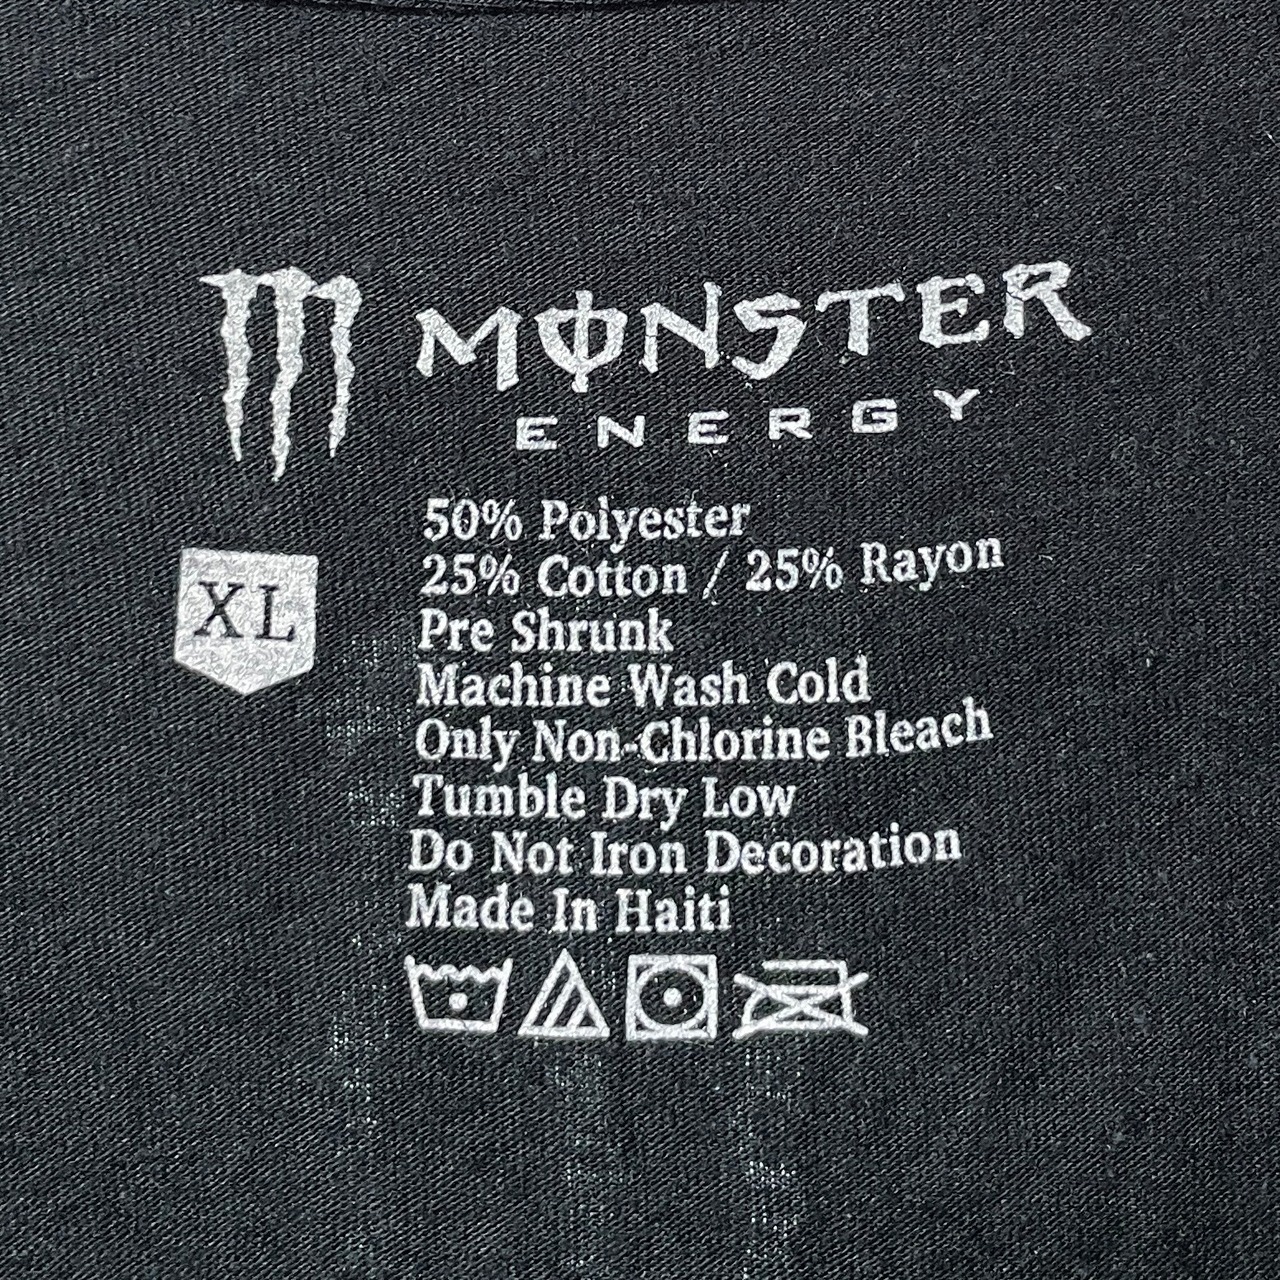 MONSTER
ENERGY
XL
50% Polyester
25% Cotton / 25% Rayon
Pre Shrunk
Machine Wash Cold
Only Non-Chlorine Bleach
Tumble Dry Low
Do Not Iron Decoration
Made In Haiti